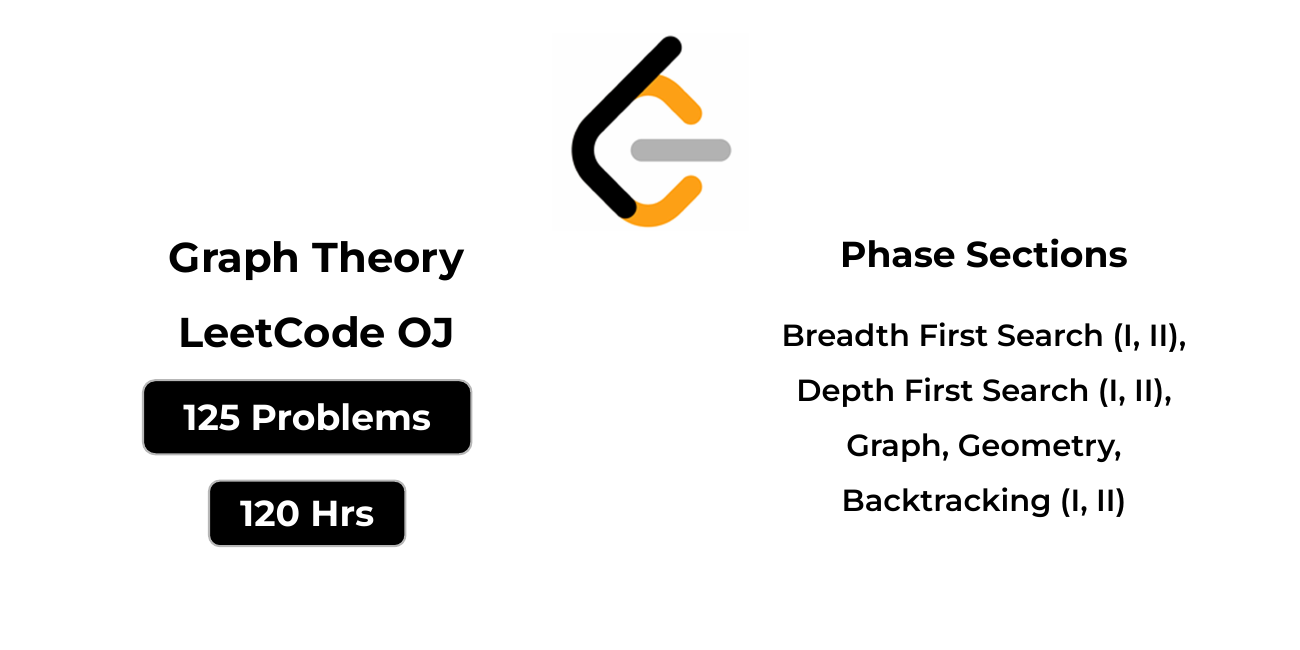 Graph Theory
LeetCode OJ
125 Problems
120 Hrs
Phase Sections
Breadth First Search (I, II),
Depth First Search (I, II),
Graph, Geometry,
Backtracking (I, II)